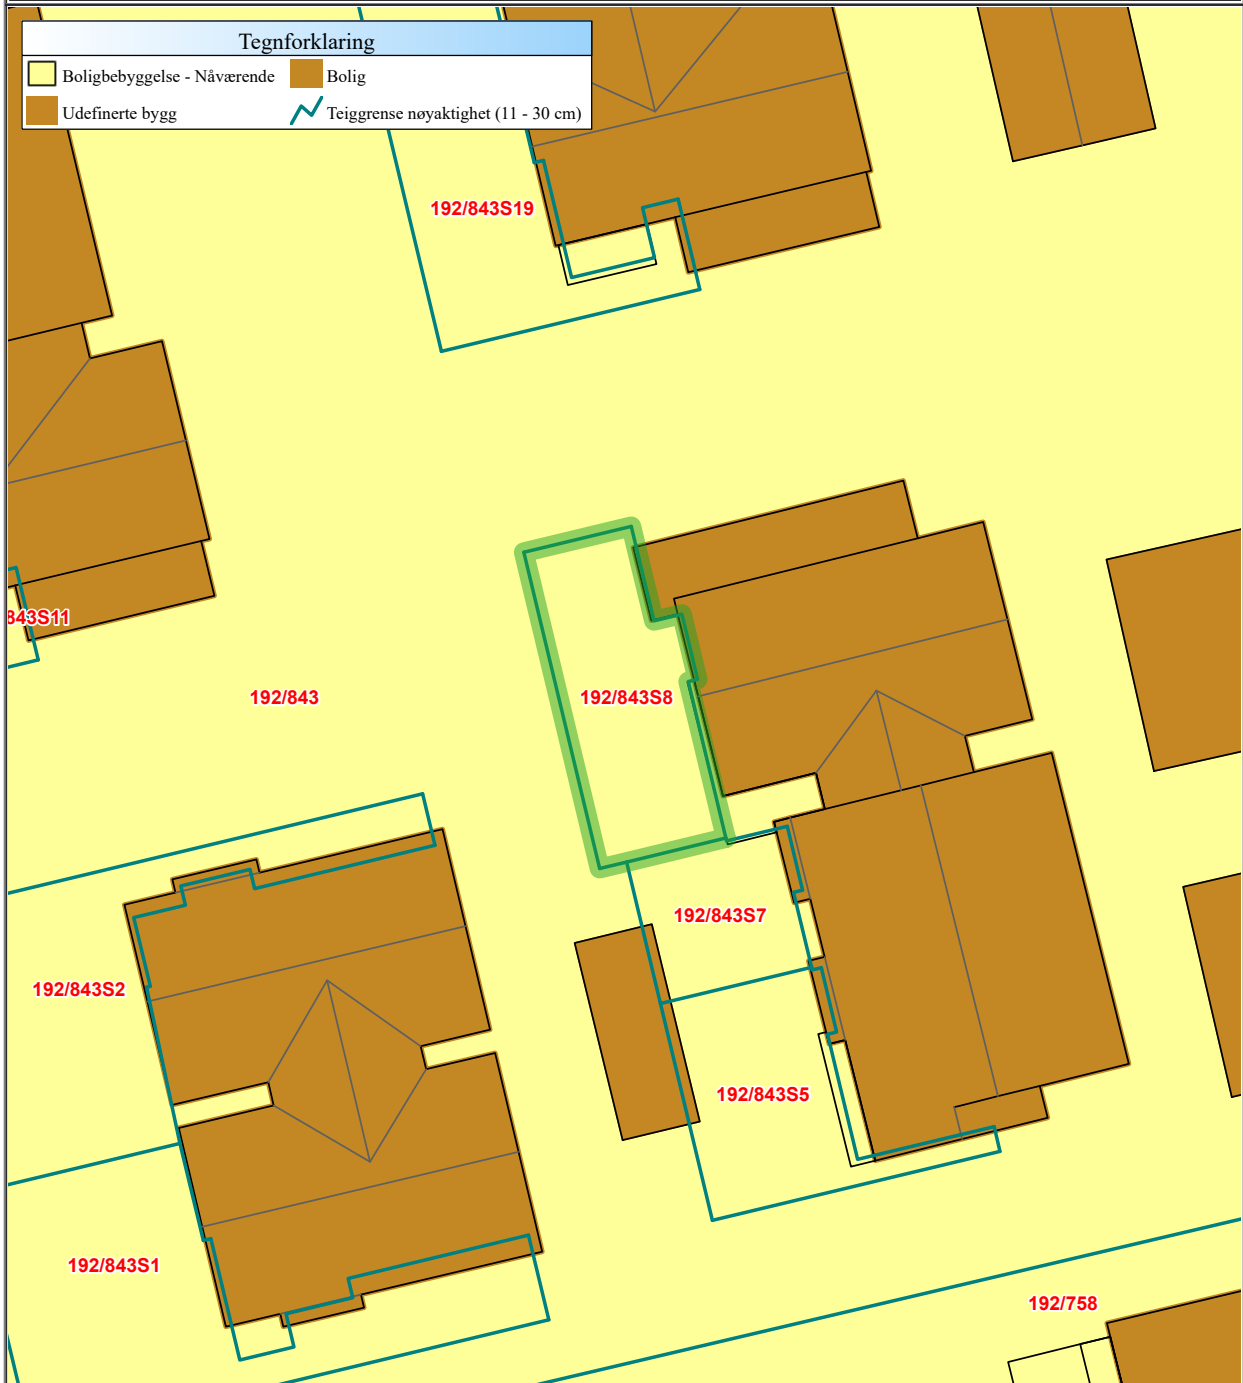 Tegnforklaring
Boligbebyggelse - Nåværende
Bolig
Udefinerte bygg
Teiggrense nøyaktighet (11 - 30 cm)
192/843S19
843S11
192/843
192/843S8
192/843S7
192/843S2
192/843S5
192/843S1
192/758